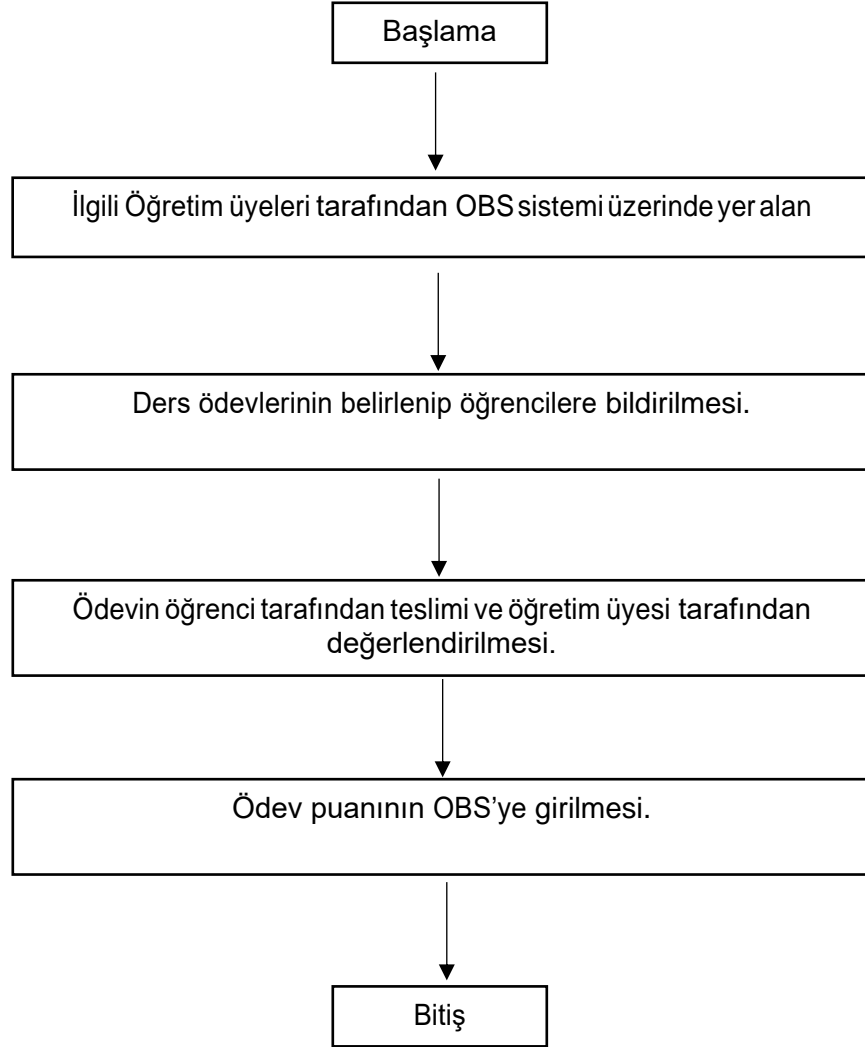 Başlama
İlgili Öğretim üyeleri tarafından OBS sistemi üzerinde yer alan
Ders ödevlerinin belirlenip öğrencilere bildirilmesi.
Ödevin öğrenci tarafından teslimi ve öğretim üyesi tarafından
değerlendirilmesi.
Ödev puanının OBS’ye girilmesi.
Bitiş